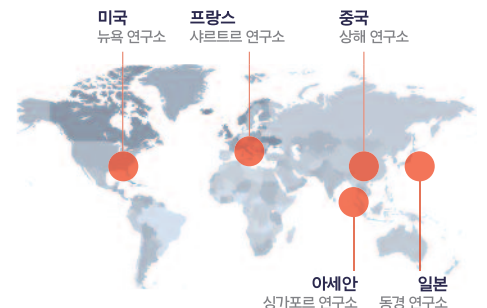 미국
뉴욕 연구소
프랑스
샤르트르 연구소
중국
상해 연구소
아세안
싱가포르 연구소
일본
동경 연구소